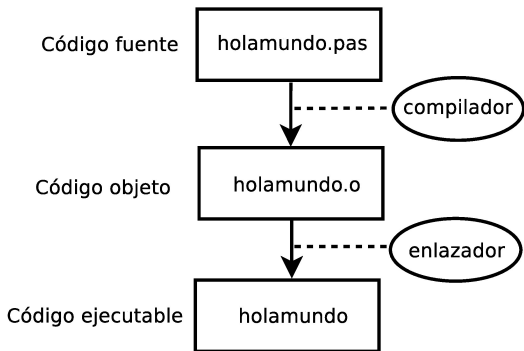 Código fuente holamundo.pas
compilador
Código objeto holamundo.o
enlazador
Código ejecutable holamundo